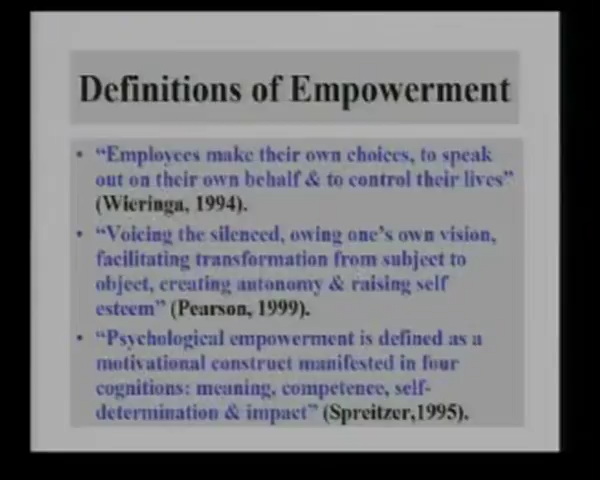 Definitions of Empowerment
• “Employees make their own choices, to speak
out on their own behalf & to control their lives”
(Wieringa, 1994).
• “Voicing the silenced, owing one’s own vision,
facilitating transformation from subject to
object, creating autonomy & raising self
esteem” (Pearson, 1999).
• “Psychological empowerment is defined as a
motivational construct manifested in four
cognitions: meaning, competence, self-
determination & impact” (Spreitzer,1995).